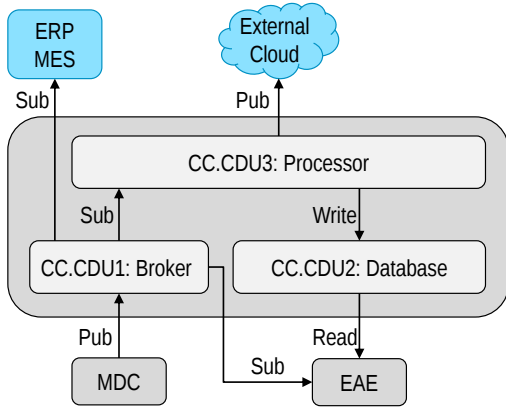 ERP
MES
External
Cloud
Sub
Pub
CC.CDU3: Processor
Sub
Write
CC.CDU1: Broker
CC.CDU2: Database
Pub
Read
Sub
MDC
EAE